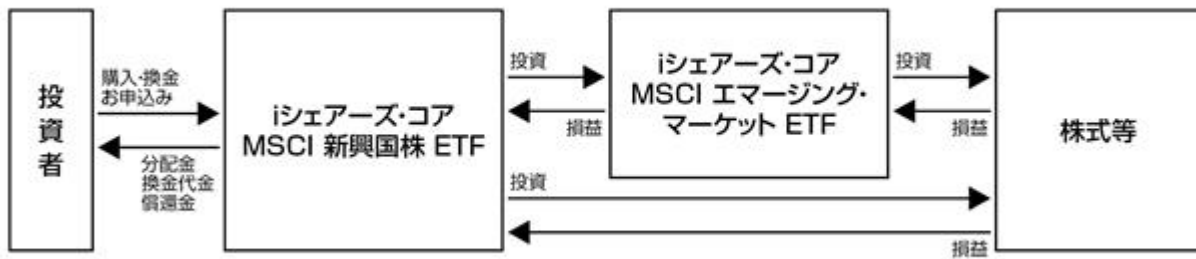 投資者
購入・換金
お申込み
分配金
換金代金
償還金
iシェアーズ・コア
MSCI 新興国株 ETF
投資
損益
iシェアーズ・コア
MSCI エマージング・
マーケット ETF
投資
損益
投資
損益
株式等